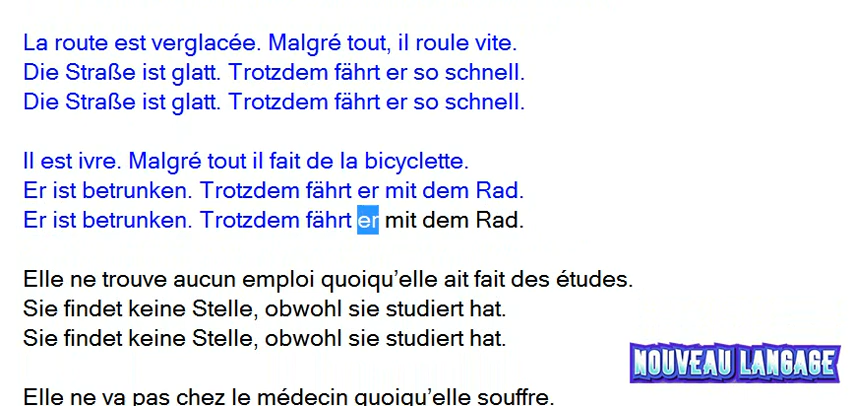 La route est verglacée. Malgré tout, il roule vite.
Die Straße ist glatt. Trotzdem fährt er so schnell.
Die Straße ist glatt. Trotzdem fährt er so schnell.
Il est ivre. Malgré tout il fait de la bicyclette.
Er ist betrunken. Trotzdem fährt er mit dem Rad.
Er ist betrunken. Trotzdem fährt er mit dem Rad.
Elle ne trouve aucun emploi quoiqu’elle ait fait des études.
Sie findet keine Stelle, obwohl sie studiert hat.
Sie findet keine Stelle, obwohl sie studiert hat.
NOUVEAU LANGAGE
Elle ne va pas chez le médecin quoiqu’elle souffre.